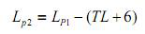 L_{p2} = L_{P1} - (TL + 6)